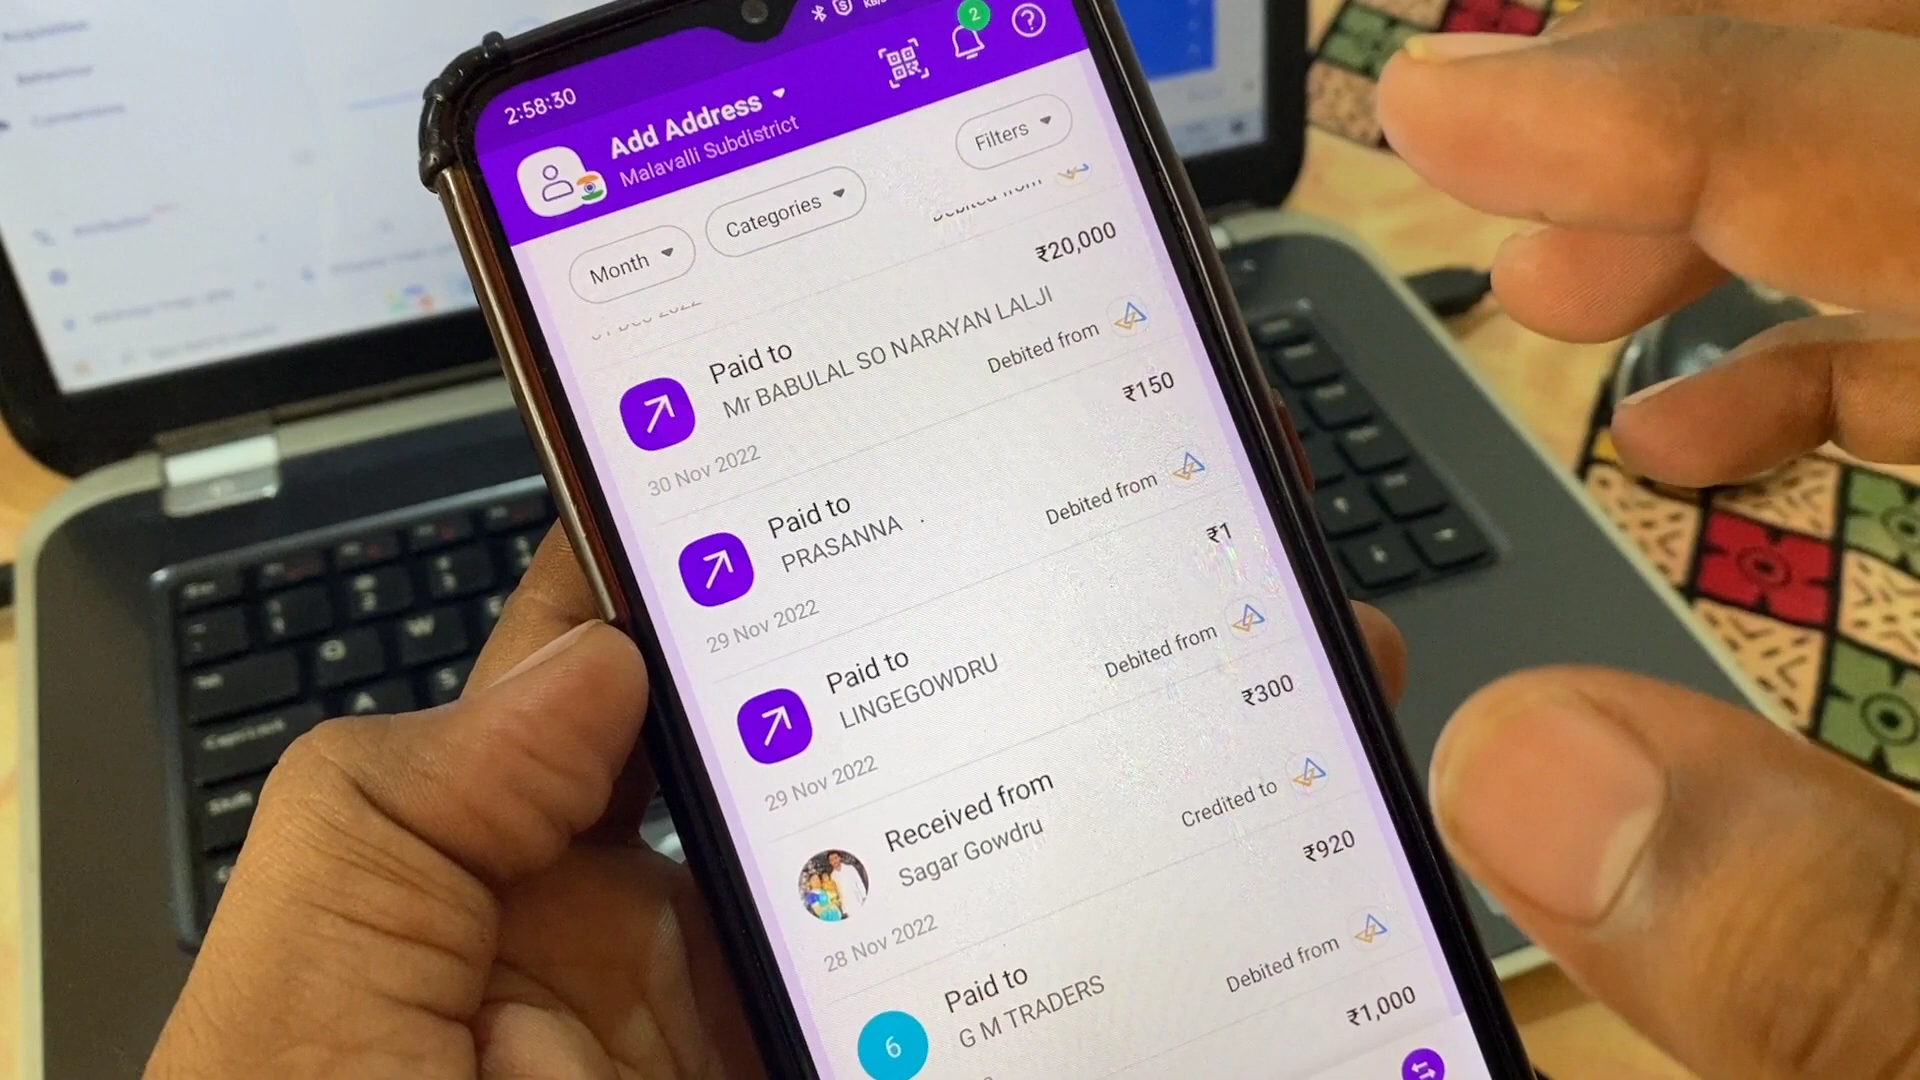 2:58:30
2
Add Address
Malavalli Subdistrict
Month
Categories
Filters
Debited from
₹20,000
Paid to
Mr BABULAL SO NARAYAN LALJI
30 Nov 2022
Debited from
₹150
Paid to
PRASANNA .
29 Nov 2022
Debited from
₹1
Paid to
LINGEGOWDRU
29 Nov 2022
Debited from
₹300
Received from
Sagar Gowdru
28 Nov 2022
Credited to
₹920
6
Paid to
G M TRADERS
Debited from
₹1,000